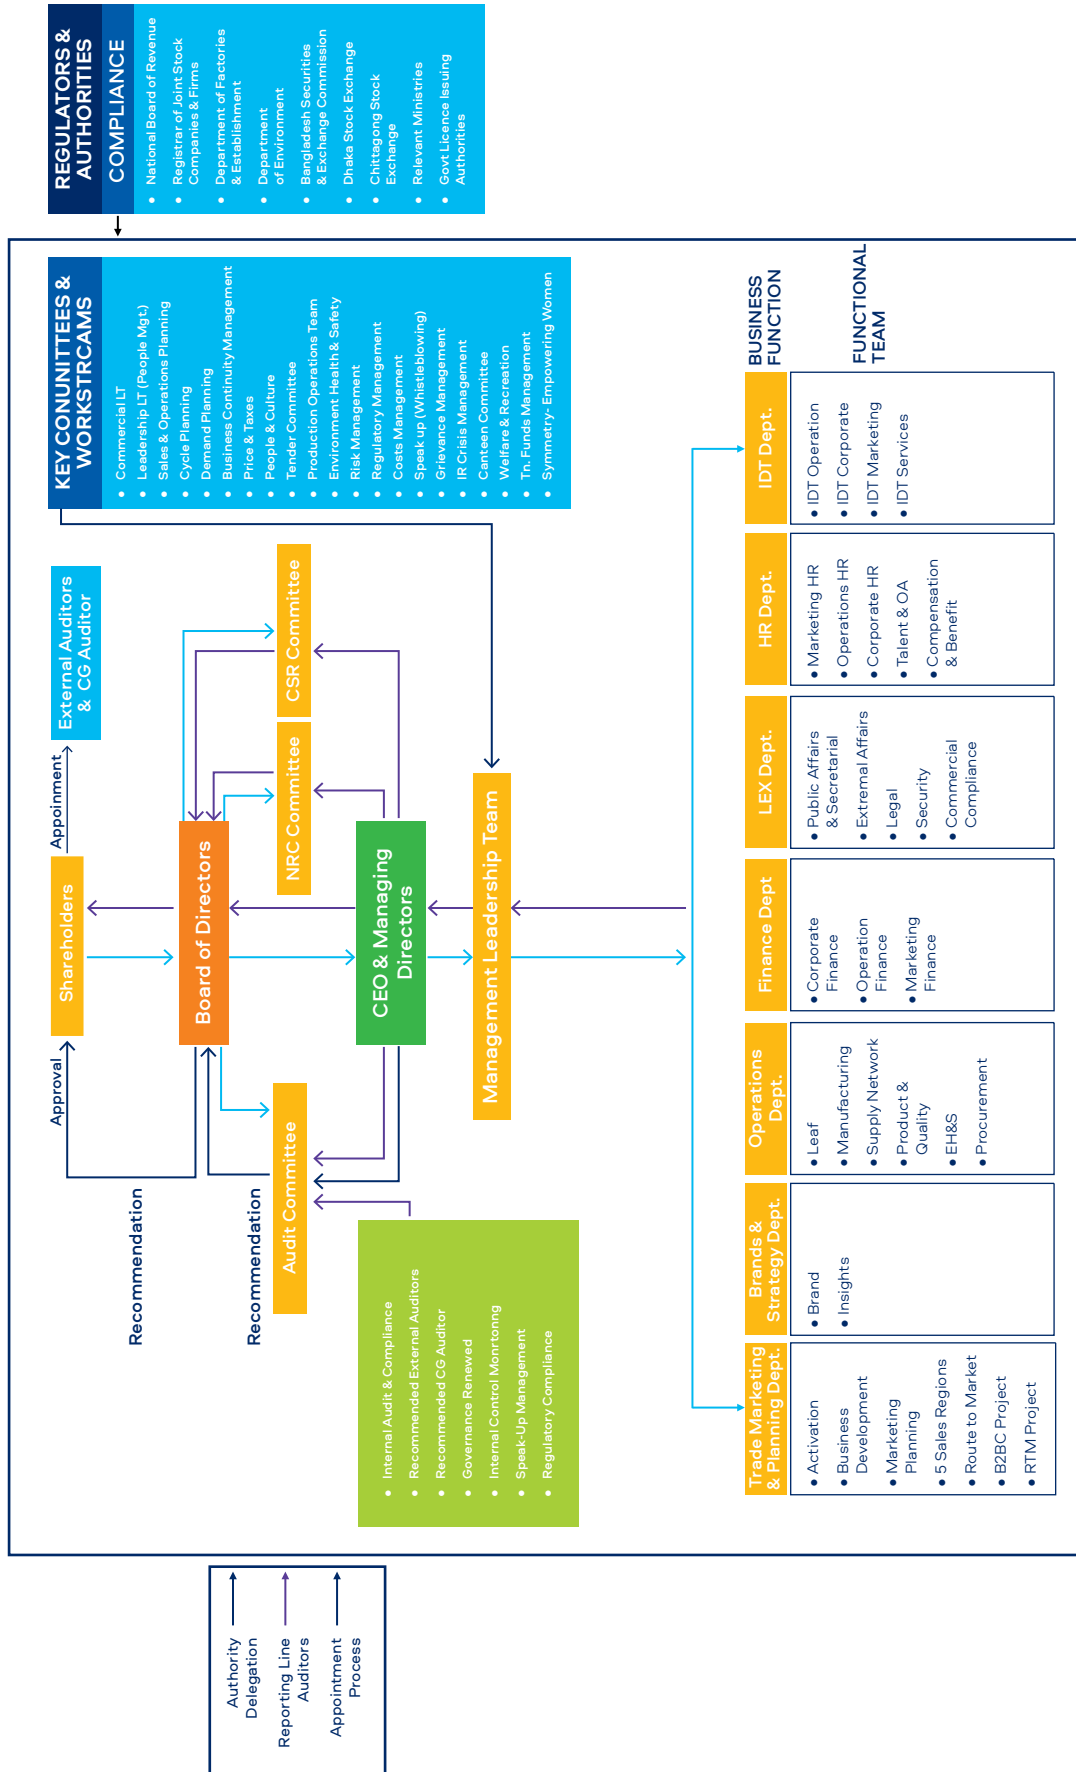 Authority
Delegation
Reporting Line
Auditors
Appointment
Process
Recommendation
Approval
Shareholders
Appoinment
External Auditors
& CG Auditor
Board of Directors
Recommendation
Audit Committee
NRC Committee
CSR Committee
CEO & Managing
Directors
Management Leadership Team
• Internal Audit & Compliance
• Recommended External Auditors
• Recommended CG Auditor
• Governance Renewed
• Internal Control Monrtonng
• Speak-Up Management
• Regulatory Compliance
KEY CONUNITTEES &
WORKSTRCAMS
• Commercial LT
• Leadership LT (People Mgt.)
• Sales & Operations Planning
• Cycle Planning
• Demand Planning
• Business Continuity Management
• Price & Taxes
• People & Culture
• Tender Committee
• Production Operations Team
• Environment Health & Safety
• Risk Management
• Regulatory Management
• Costs Management
• Speak up (Whistleblowing)
• Grievance Management
• IR Crisis Management
• Canteen Committee
• Welfare & Recreation
• Tn. Funds Management
• Symmetry- Empowering Women
REGULATORS &
AUTHORITIES
COMPLIANCE
• National Board of Revenue
• Registrar of Joint Stock
Companies & Firms
• Department of Factories
& Establishment
• Department
of Environment
• Bangladesh Securities
& Exchange Commission
• Dhaka Stock Exchange
• Chittagong Stock
Exchange
• Relevant Ministries
• Govt Licence Issuing
Authorities
Trade Marketing
& Planning Dept.
• Activation
• Business
Development
• Marketing
Planning
• 5 Sales Regions
• Route to Market
• B2BC Project
• RTM Project
Brands &
Strategy Dept.
• Brand
• Insights
Operations
Dept.
• Leaf
• Manufacturing
• Supply Network
• Product &
Quality
• EH&S
• Procurement
Finance Dept
• Corporate
Finance
• Operation
Finance
• Marketing
Finance
LEX Dept.
• Public Affairs
& Secretarial
• Extremal Affairs
• Legal
• Security
• Commercial
Compliance
HR Dept.
• Marketing HR
• Operations HR
• Corporate HR
• Talent & OA
• Compensation
& Benefit
IDT Dept.
• IDT Operation
• IDT Corporate
• IDT Marketing
• IDT Services
BUSINESS
FUNCTION
FUNCTIONAL
TEAM